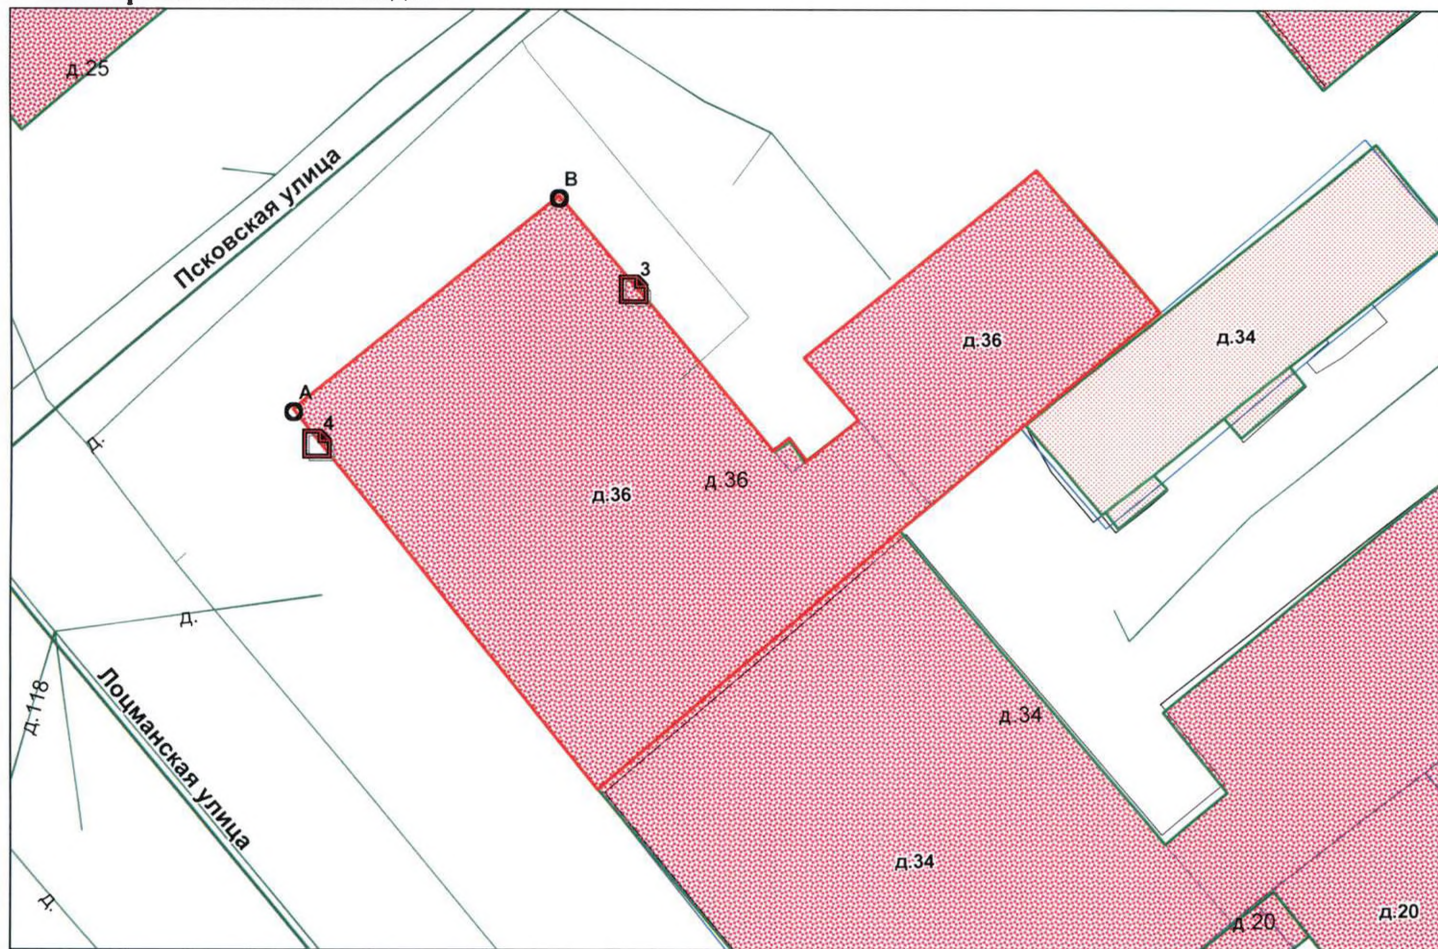 д.25
Псковская улица
В
3
А
4
д.
д.36
д.36
д.36
д.34
д.
д.118
Лоцманская улица
д.34
д.34
д.
д.20
д.20